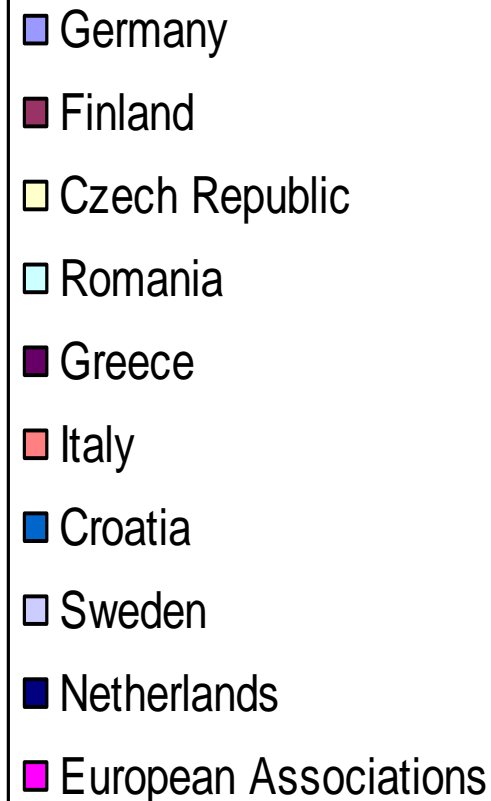 Germany
Finland
Czech Republic
Romania
Greece
Italy
Croatia
Sweden
Netherlands
European Associations